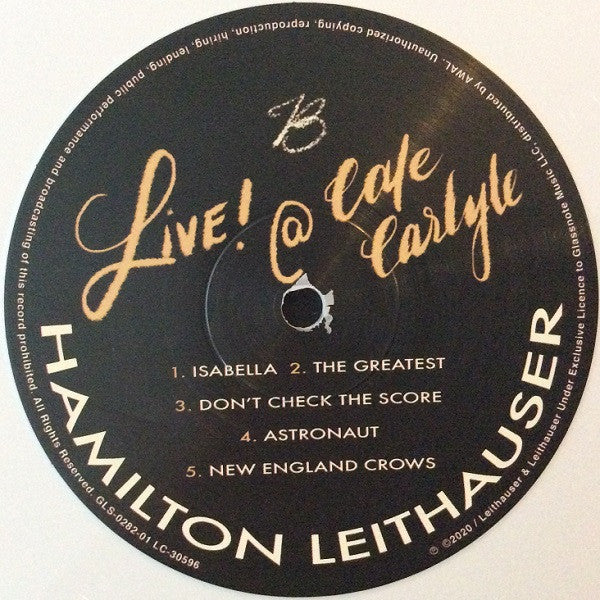 B
Live! @ Cafe
Carlyle
1. ISABELLA 2. THE GREATEST
3. DON'T CHECK THE SCORE
4. ASTRONAUT
5. NEW ENGLAND CROWS
HAMILTON LEITHAUSER
℗ ©2020 / Leithauser & Leithauser Under Exclusive Licence to Glassnote Music LLC, distributed by AWAL. Unauthorized copying, reproduction, hiring, lending, public performance and broadcasting of this record prohibited. All Rights Reserved. GLS-0282-01 LC-30596